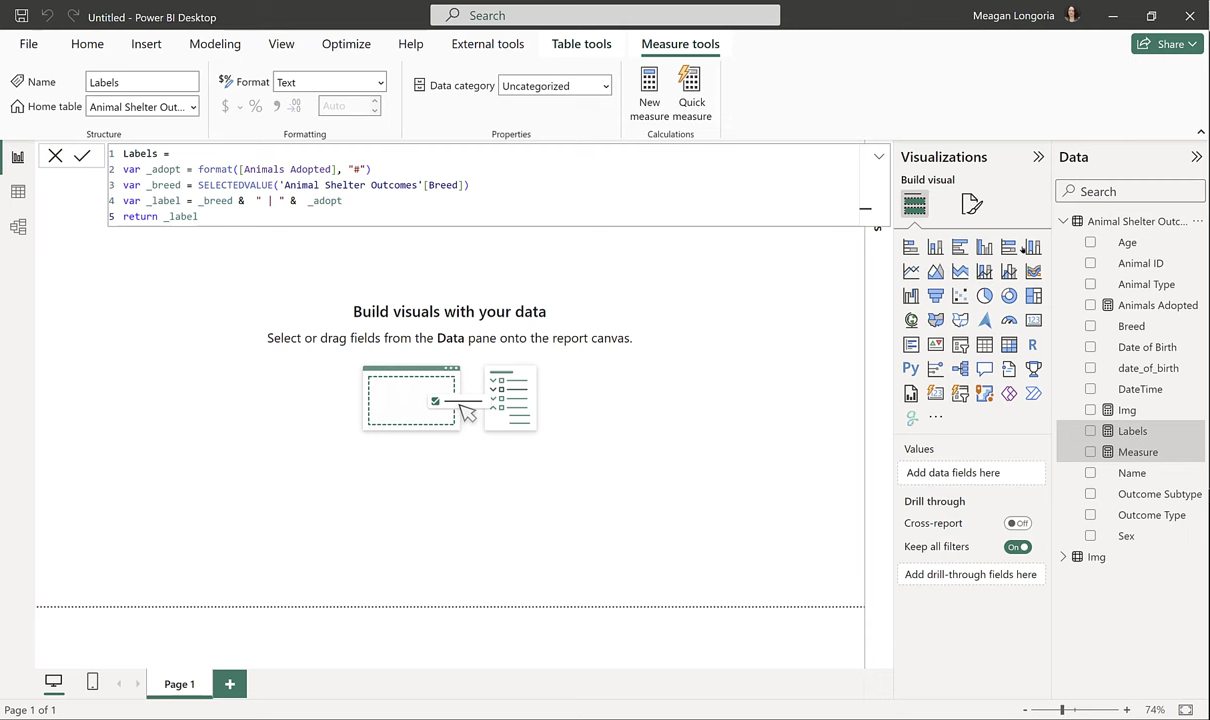 Untitled - Power BI Desktop
Search
Meagan Longoria
File Home Insert Modeling View Optimize Help External tools Table tools Measure tools
Share
Name Labels
Home table Animal Shelter Out...
Structure
Format Text
$ % 9 .00
Auto
Formatting
Data category Uncategorized
Properties
New measure
Quick measure
Calculations
1 Labels =
2 var _adopt = format([Animals Adopted], "#")
3 var _breed = SELECTEDVALUE('Animal Shelter Outcomes'[Breed])
4 var _label = _breed & " | " & _adopt
5 return _label
Build visuals with your data
Select or drag fields from the Data pane onto the report canvas.
Visualizations
Build visual
R
Py
123
...
Values
Add data fields here
Drill through
Cross-report Off
Keep all filters On
Add drill-through fields here
Data
Search
Animal Shelter Outc... ...
Age
Animal ID
Animal Type
Animals Adopted
Breed
Date of Birth
date_of_birth
DateTime
Img
Labels
Measure
Name
Outcome Subtype
Outcome Type
Sex
Img
Page 1
+
Page 1 of 1
- + 74%